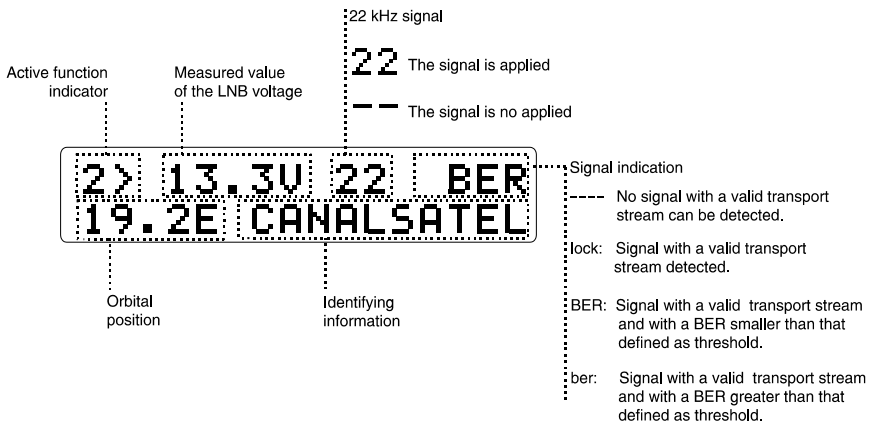 22 kHz signal
22 The signal is applied
-- The signal is no applied
Active function
indicator
Measured value
of the LNB voltage
2> 13.3V 22 BER
19.2E CANALSATEL
Signal indication
---- No signal with a valid transport
stream can be detected.
lock: Signal with a valid transport
stream detected.
BER: Signal with a valid transport stream
and with a BER smaller than that
defined as threshold.
ber: Signal with a valid transport stream
and with a BER greater than that
defined as threshold.
Orbital
position
Identifying
information